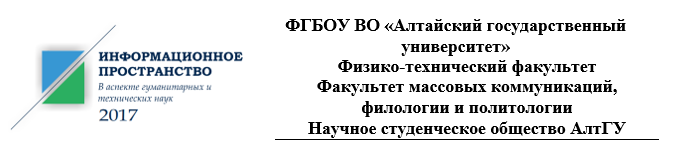 ИНФОРМАЦИОННОЕ
ПРОСТРАНСТВО
В аспекте гуманитарных и
технических наук
2017
ФГБОУ ВО «Алтайский государственный
университет»
Физико-технический факультет
Факультет массовых коммуникаций,
филологии и политологии
Научное студенческое общество АлтГУ